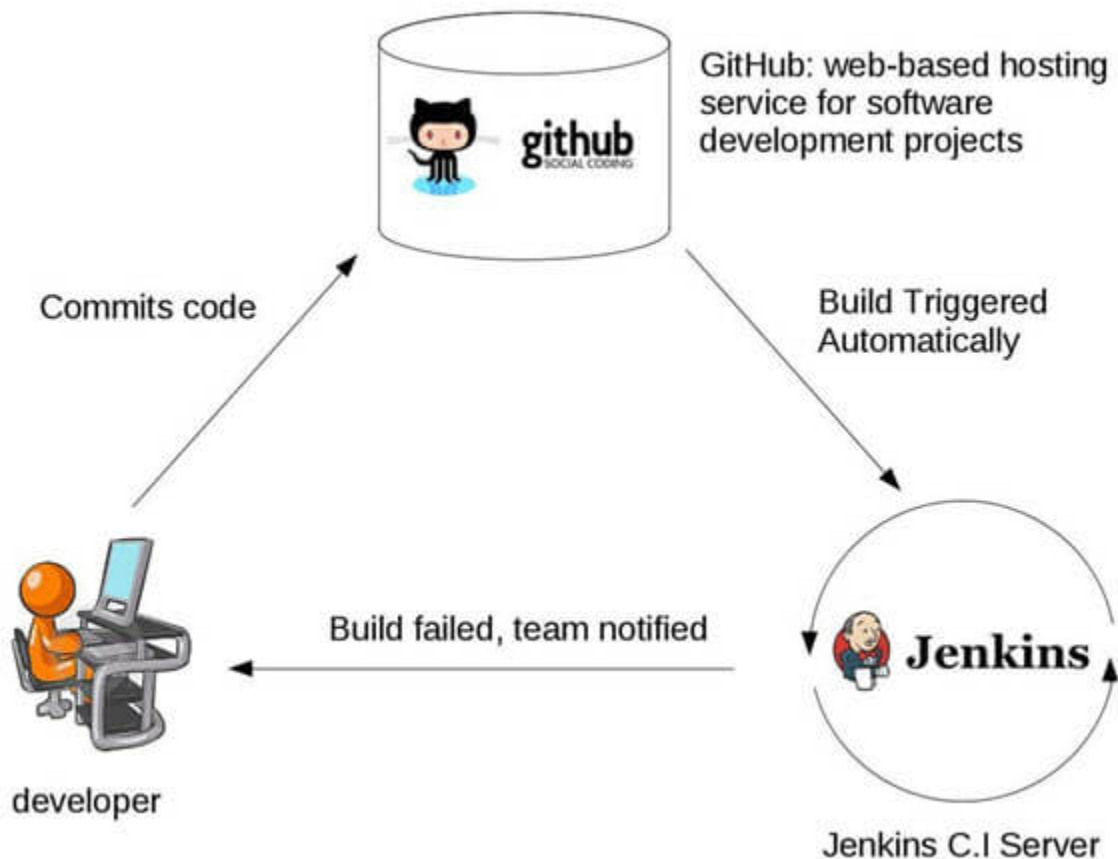 GitHub: web-based hosting
service for software
development projects
github
SOCIAL CODING
Commits code
Build Triggered
Automatically
Build failed, team notified
Jenkins
developer
Jenkins C.I Server